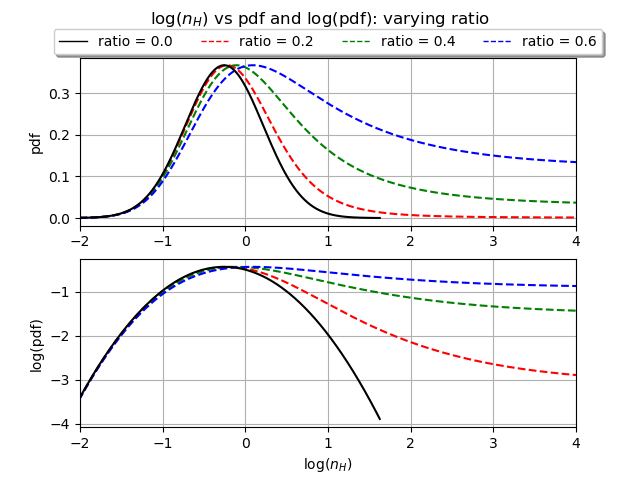 log(n_H) vs pdf and log(pdf): varying ratio
ratio = 0.0 ratio = 0.2 ratio = 0.4 ratio = 0.6
0.3
0.2
0.1
0.0
pdf
−2 −1 0 1 2 3 4
−1
−2
−3
−4
log(pdf)
−2 −1 0 1 2 3 4
log(n_H)